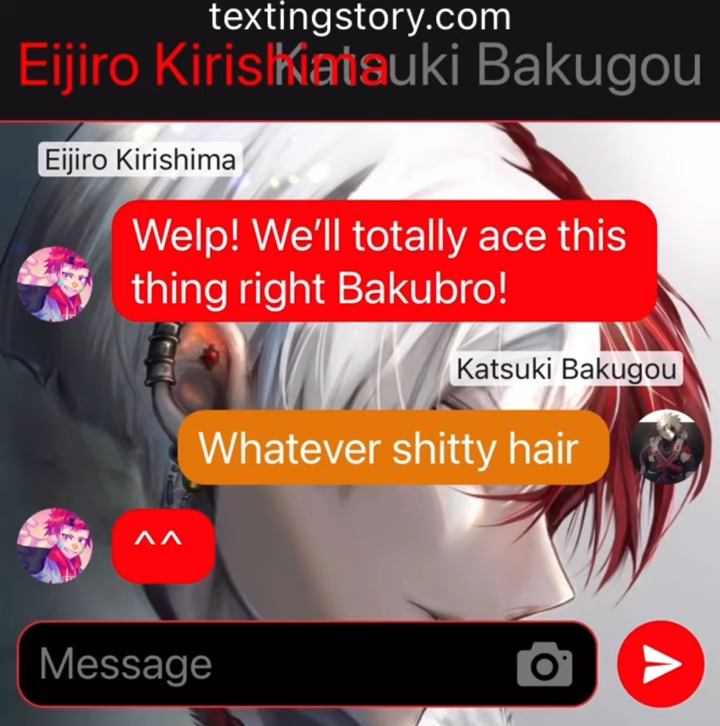 textingstory.com
Eijiro Kirishima Katsuki Bakugou
Eijiro Kirishima
Welp! We’ll totally ace this
thing right Bakubro!
Katsuki Bakugou
Whatever shitty hair
^^
Message